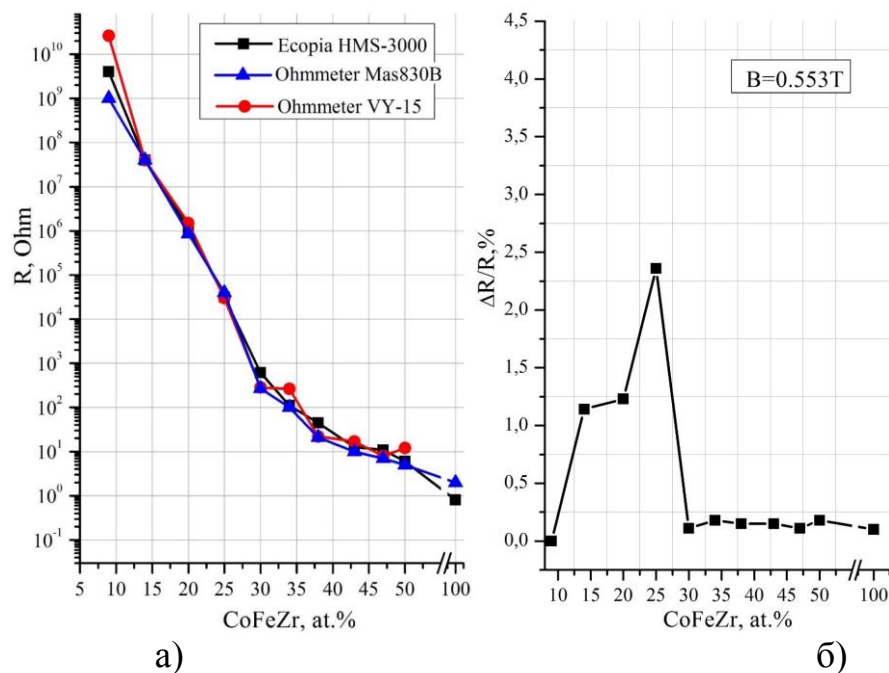 10^10
10^9
10^8
10^7
10^6
10^5
10^4
10^3
10^2
10^1
10^0
10^-1
R, Ohm
Ecopia HMS-3000
Ohmmeter Mas830B
Ohmmeter VY-15
5 10 15 20 25 30 35 40 45 50 100
CoFeZr, at.%
а)
4,5
4,0
3,5
3,0
2,5
2,0
1,5
1,0
0,5
0,0
ΔR/R,%
B=0.553T
10 15 20 25 30 35 40 45 50 100
CoFeZr, at.%
б)